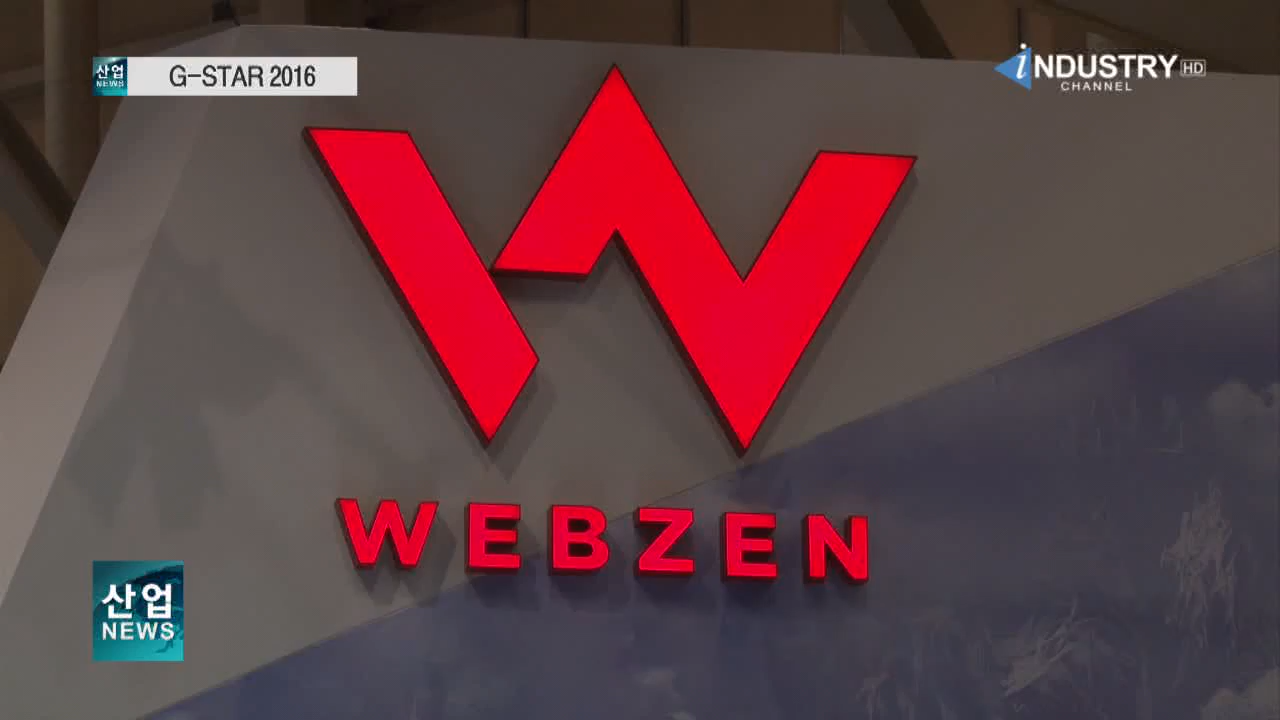 산업
NEWS
G-STAR 2016
iNDUSTRY HD
CHANNEL
WEBZEN
산업
NEWS